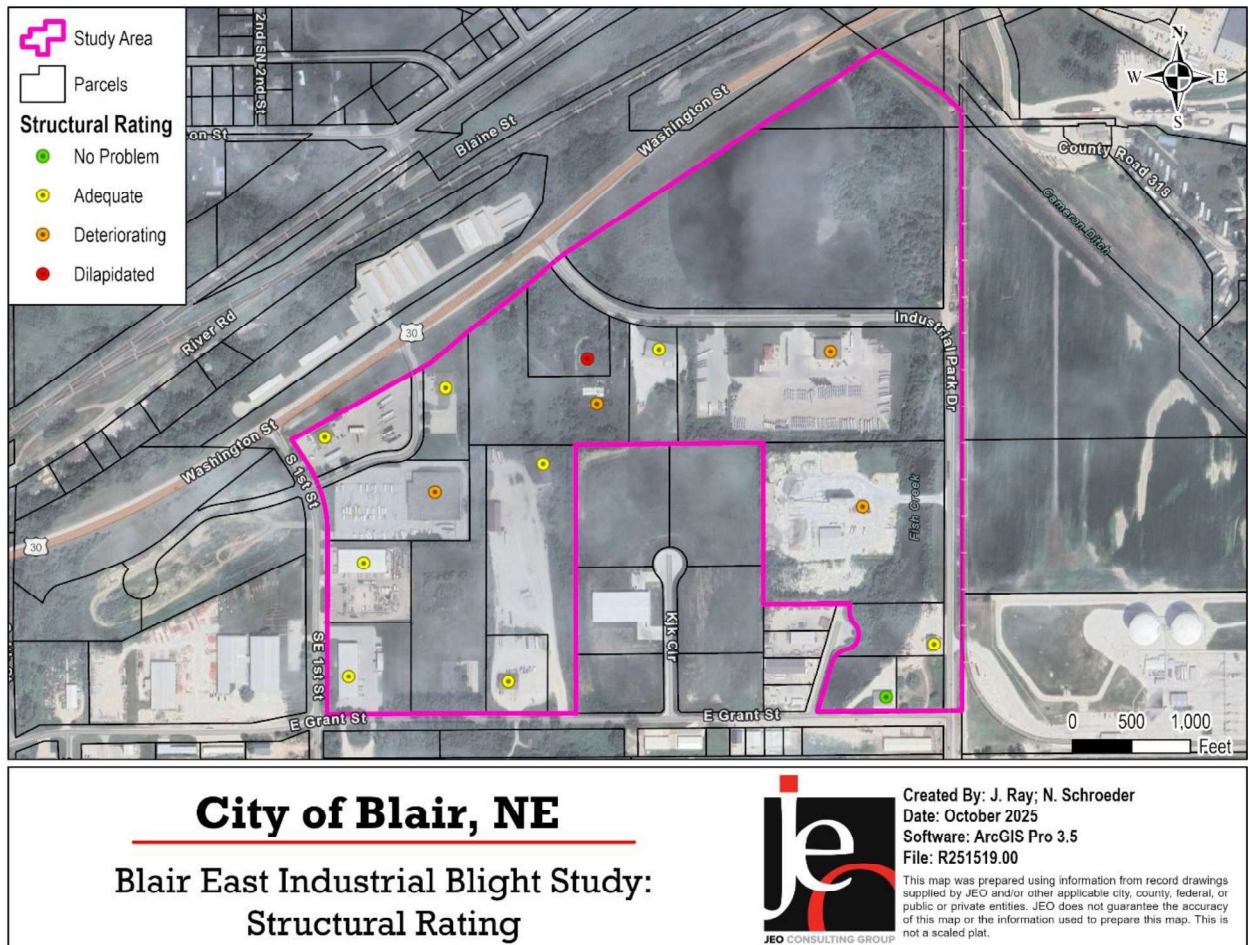 Study Area
Parcels
Structural Rating
No Problem
Adequate
Deteriorating
Dilapidated
2nd SN 2nd St
on St
Blaine St
Washington St
N
W
E
S
County Road 318
Cameron Ditch
River Rd
30
Industrial Park Dr
Washington St
S 1st St
30
Fish Creek
SE 1st St
Kik Cir
E Grant St
E Grant St
0 500 1,000
Feet
City of Blair, NE
Blair East Industrial Blight Study:
Structural Rating
jeo
JEO CONSULTING GROUP
Created By: J. Ray; N. Schroeder
Date: October 2025
Software: ArcGIS Pro 3.5
File: R251519.00
This map was prepared using information from record drawings
supplied by JEO and/or other applicable city, county, federal, or
public or private entities. JEO does not guarantee the accuracy
of this map or the information used to prepare this map. This is
not a scaled plat.